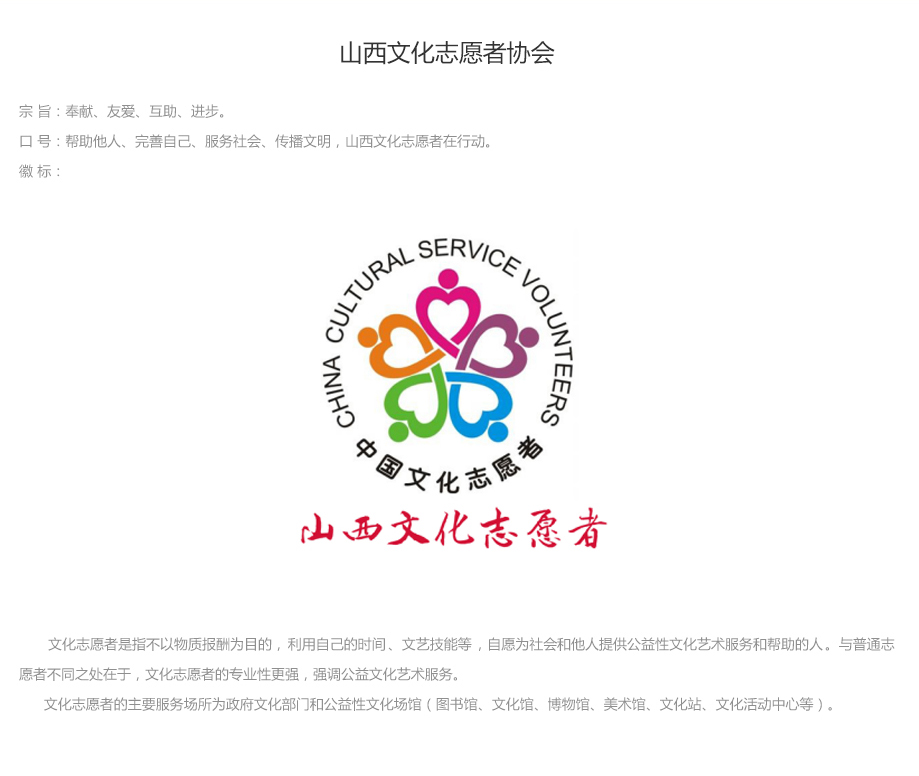 山西文化志愿者协会
宗 旨：奉献、友爱、互助、进步。
口 号：帮助他人、完善自己、服务社会、传播文明，山西文化志愿者在行动。
徽 标：
CHINA CULTURAL SERVICE VOLUNTEERS
中国文化志愿者
山西文化志愿者
文化志愿者是指不以物质报酬为目的，利用自己的时间、文艺技能等，自愿为社会和他人提供公益性文化艺术服务和帮助的人。与普通志
愿者不同之处在于，文化志愿者的专业性更强，强调公益文化艺术服务。
文化志愿者的主要服务场所为政府文化部门和公益性文化场馆（图书馆、文化馆、博物馆、美术馆、文化站、文化活动中心等）。